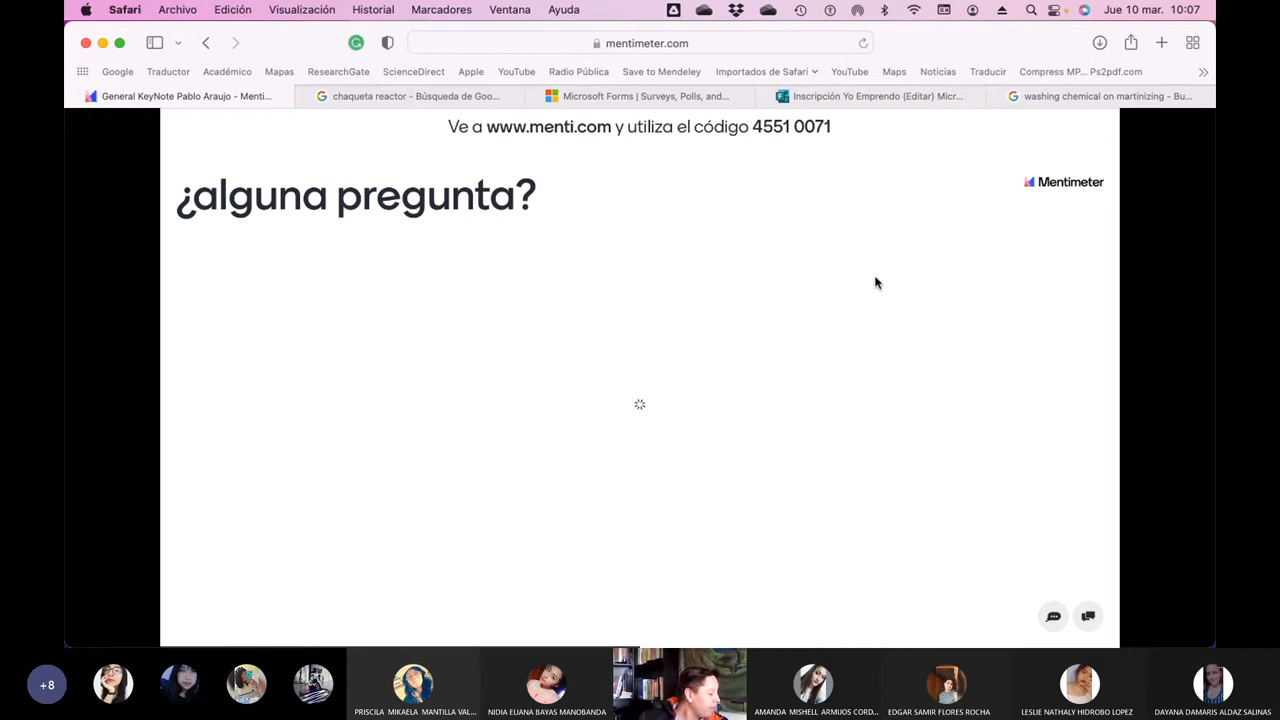 Safari Archivo Edición Visualización Historial Marcadores Ventana Ayuda Jue 10 mar. 10:07
mentimeter.com
Google Traductor Académico Mapas ResearchGate ScienceDirect Apple YouTube Radio Pública Save to Mendeley Importados de Safari YouTube Maps Noticias Traducir Compress MP... Ps2pdf.com
General KeyNote Pablo Araujo - Menti... chaqueta reactor - Búsqueda de Goo... Microsoft Forms | Surveys, Polls, and... Inscripción Yo Emprendo (Editar) Micr... washing chemical on martinizing - Bu...
Ve a www.menti.com y utiliza el código 4551 0071
¿alguna pregunta?
Mentimeter
+8
PRISCILA MIKAELA MANTILLA VAL... NIDIA ELIANA BAYAS MANOBANDA AMANDA MISHELL ARMIJOS CORD... EDGAR SAMIR FLORES ROCHA LESLIE NATHALY HIDROBO LOPEZ DAYANA DAMARIS ALDAZ SALINAS